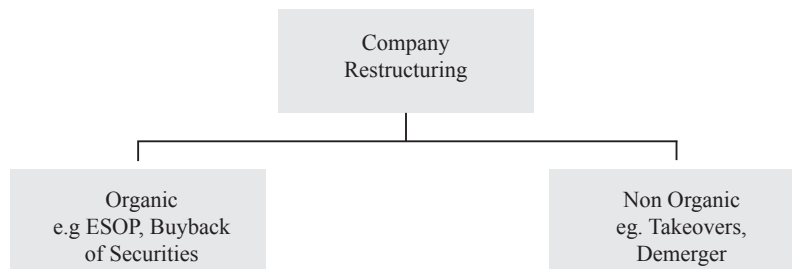 Company
Restructuring
Organic
e.g ESOP, Buyback
of Securities
Non Organic
eg. Takeovers,
Demerger